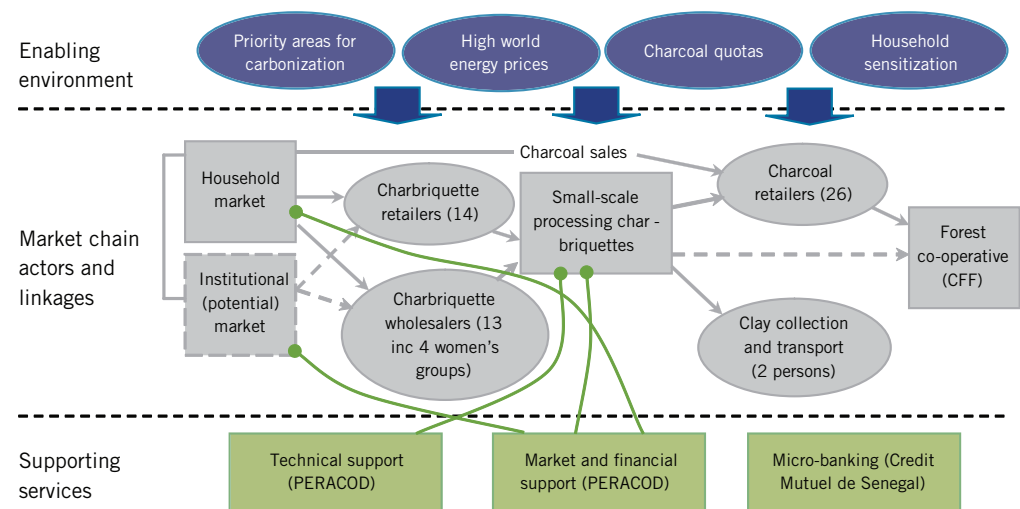 Enabling
environment
Priority areas for
carbonization
High world
energy prices
Charcoal quotas
Household
sensitization
Market chain
actors and
linkages
Household
market
Institutional
(potential)
market
Charbriquette
retailers (14)
Charbriquette
wholesalers (13
inc 4 women’s
groups)
Charcoal sales
Small-scale
processing char -
briquettes
Charcoal
retailers (26)
Clay collection
and transport
(2 persons)
Forest
co-operative
(CFF)
Supporting
services
Technical support
(PERACOD)
Market and financial
support (PERACOD)
Micro-banking (Credit
Mutuel de Senegal)